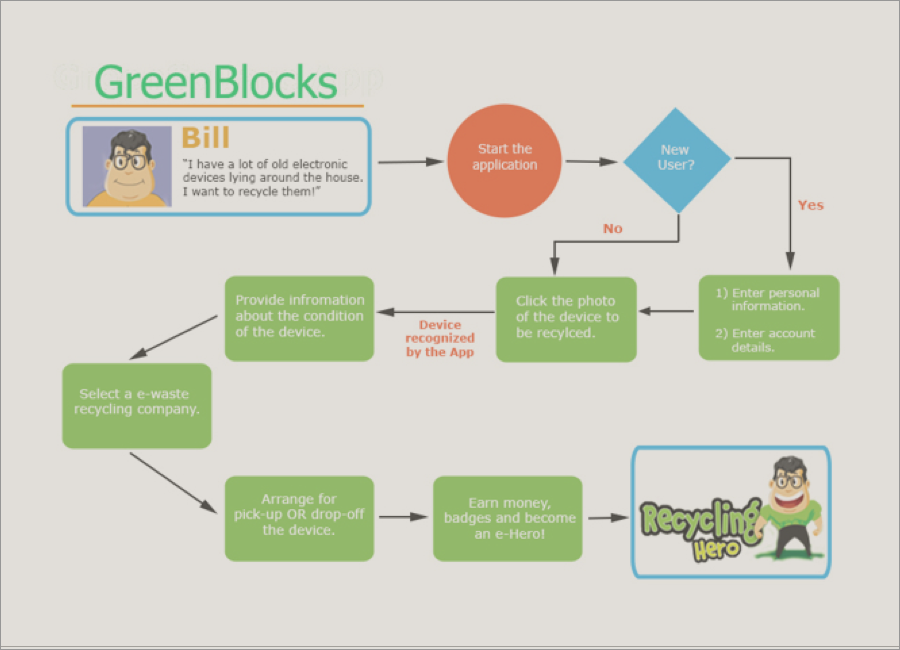 GreenBlocks
Bill
"I have a lot of old electronic
devices lying around the house.
I want to recycle them!"
Start the
application
New
User?
Yes
No
1) Enter personal
information.
2) Enter account
details.
Click the photo
of the device to
be recylced.
Device
recognized
by the App
Provide infromation
about the condition
of the device.
Select a e-waste
recycling company.
Arrange for
pick-up OR drop-off
the device.
Earn money,
badges and become
an e-Hero!
Recycling
Hero